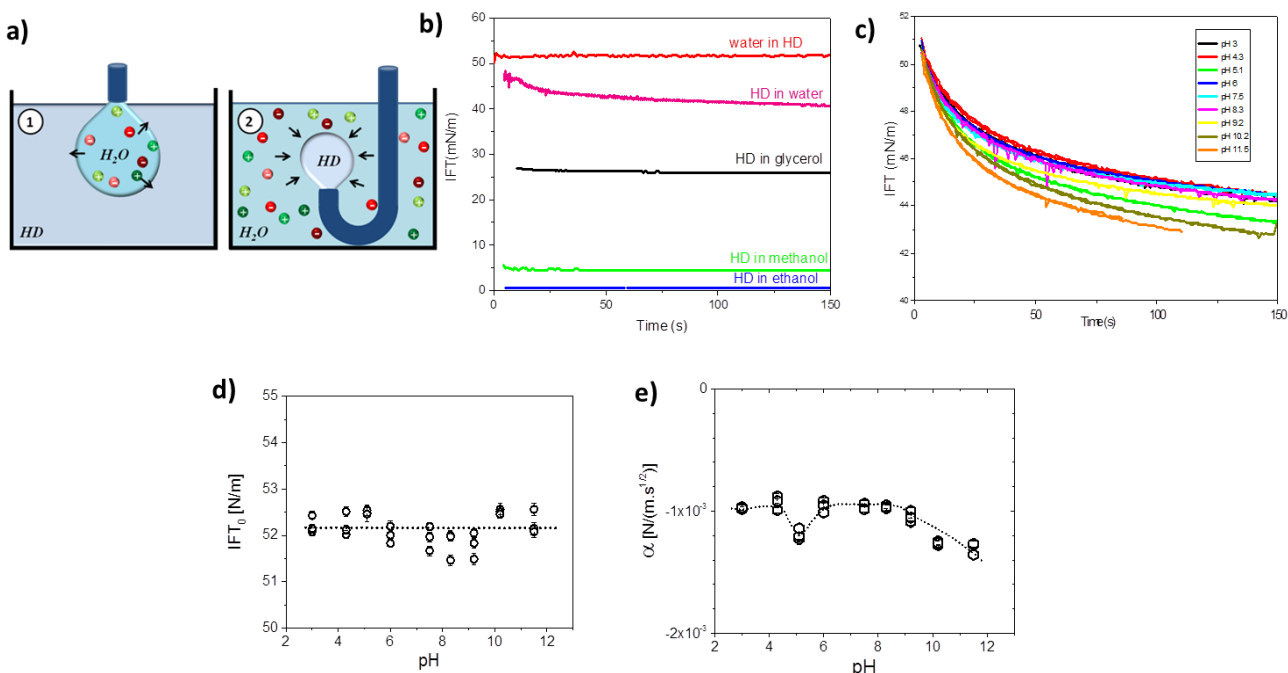 a)
1
H₂O
HD
2
HD
H₂O
b)
IFT(mN/m)
60
50
40
30
20
10
0
water in HD
HD in water
HD in glycerol
HD in methanol
HD in ethanol
50
100
150
Time (s)
c)
IFT (mN/m)
52
50
48
46
44
42
40
pH 3
pH 4.3
pH 5.1
pH 6
pH 7.5
pH 8.3
pH 9.2
pH 10.2
pH 11.5
0
50
100
150
Time(s)
d)
IFT₀ [N/m]
55
54
53
52
51
50
2
4
6
8
10
12
pH
e)
α [N/(m.s^1/2)]
0
-1x10⁻³
-2x10⁻³
2
4
6
8
10
12
pH